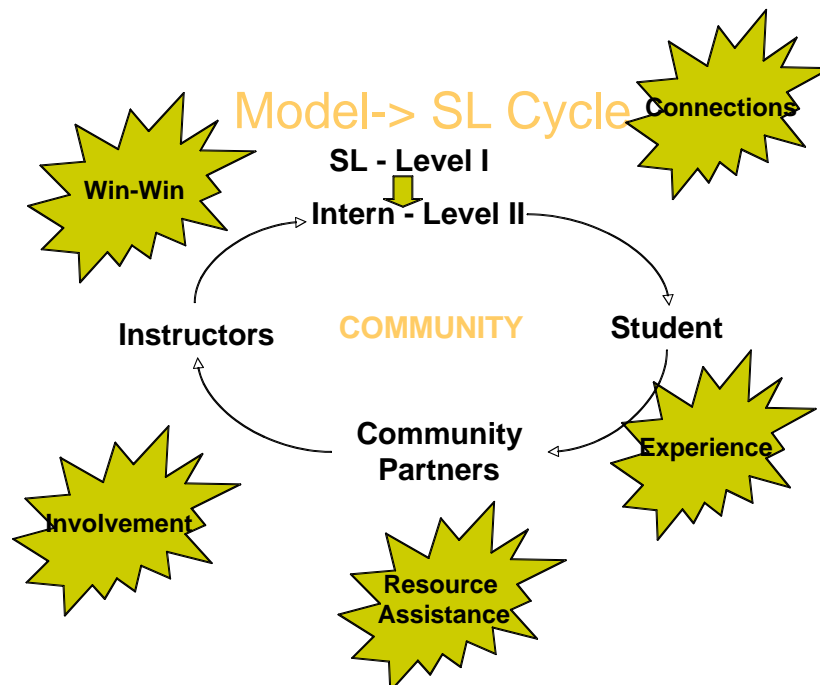 Model-> SL Cycle
Connections
SL - Level I
Win-Win
Intern - Level II
Instructors
COMMUNITY
Student
Community
Partners
Experience
Involvement
Resource
Assistance